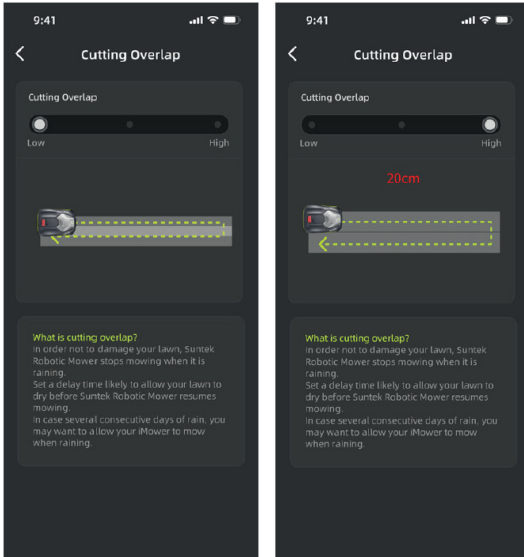 9:41
Cutting Overlap
Cutting Overlap
Low High
What is cutting overlap?
In order not to damage your lawn, Suntek
Robotic Mower stops mowing when it is
raining.
Set a delay time likely to allow your lawn to
dry before Suntek Robotic Mower resumes
mowing.
In case several consecutive days of rain, you
may want to allow your iMower to mow
when raining.
9:41
Cutting Overlap
Cutting Overlap
Low High
20cm
What is cutting overlap?
In order not to damage your lawn, Suntek
Robotic Mower stops mowing when it is
raining.
Set a delay time likely to allow your lawn to
dry before Suntek Robotic Mower resumes
mowing.
In case several consecutive days of rain, you
may want to allow your iMower to mow
when raining.